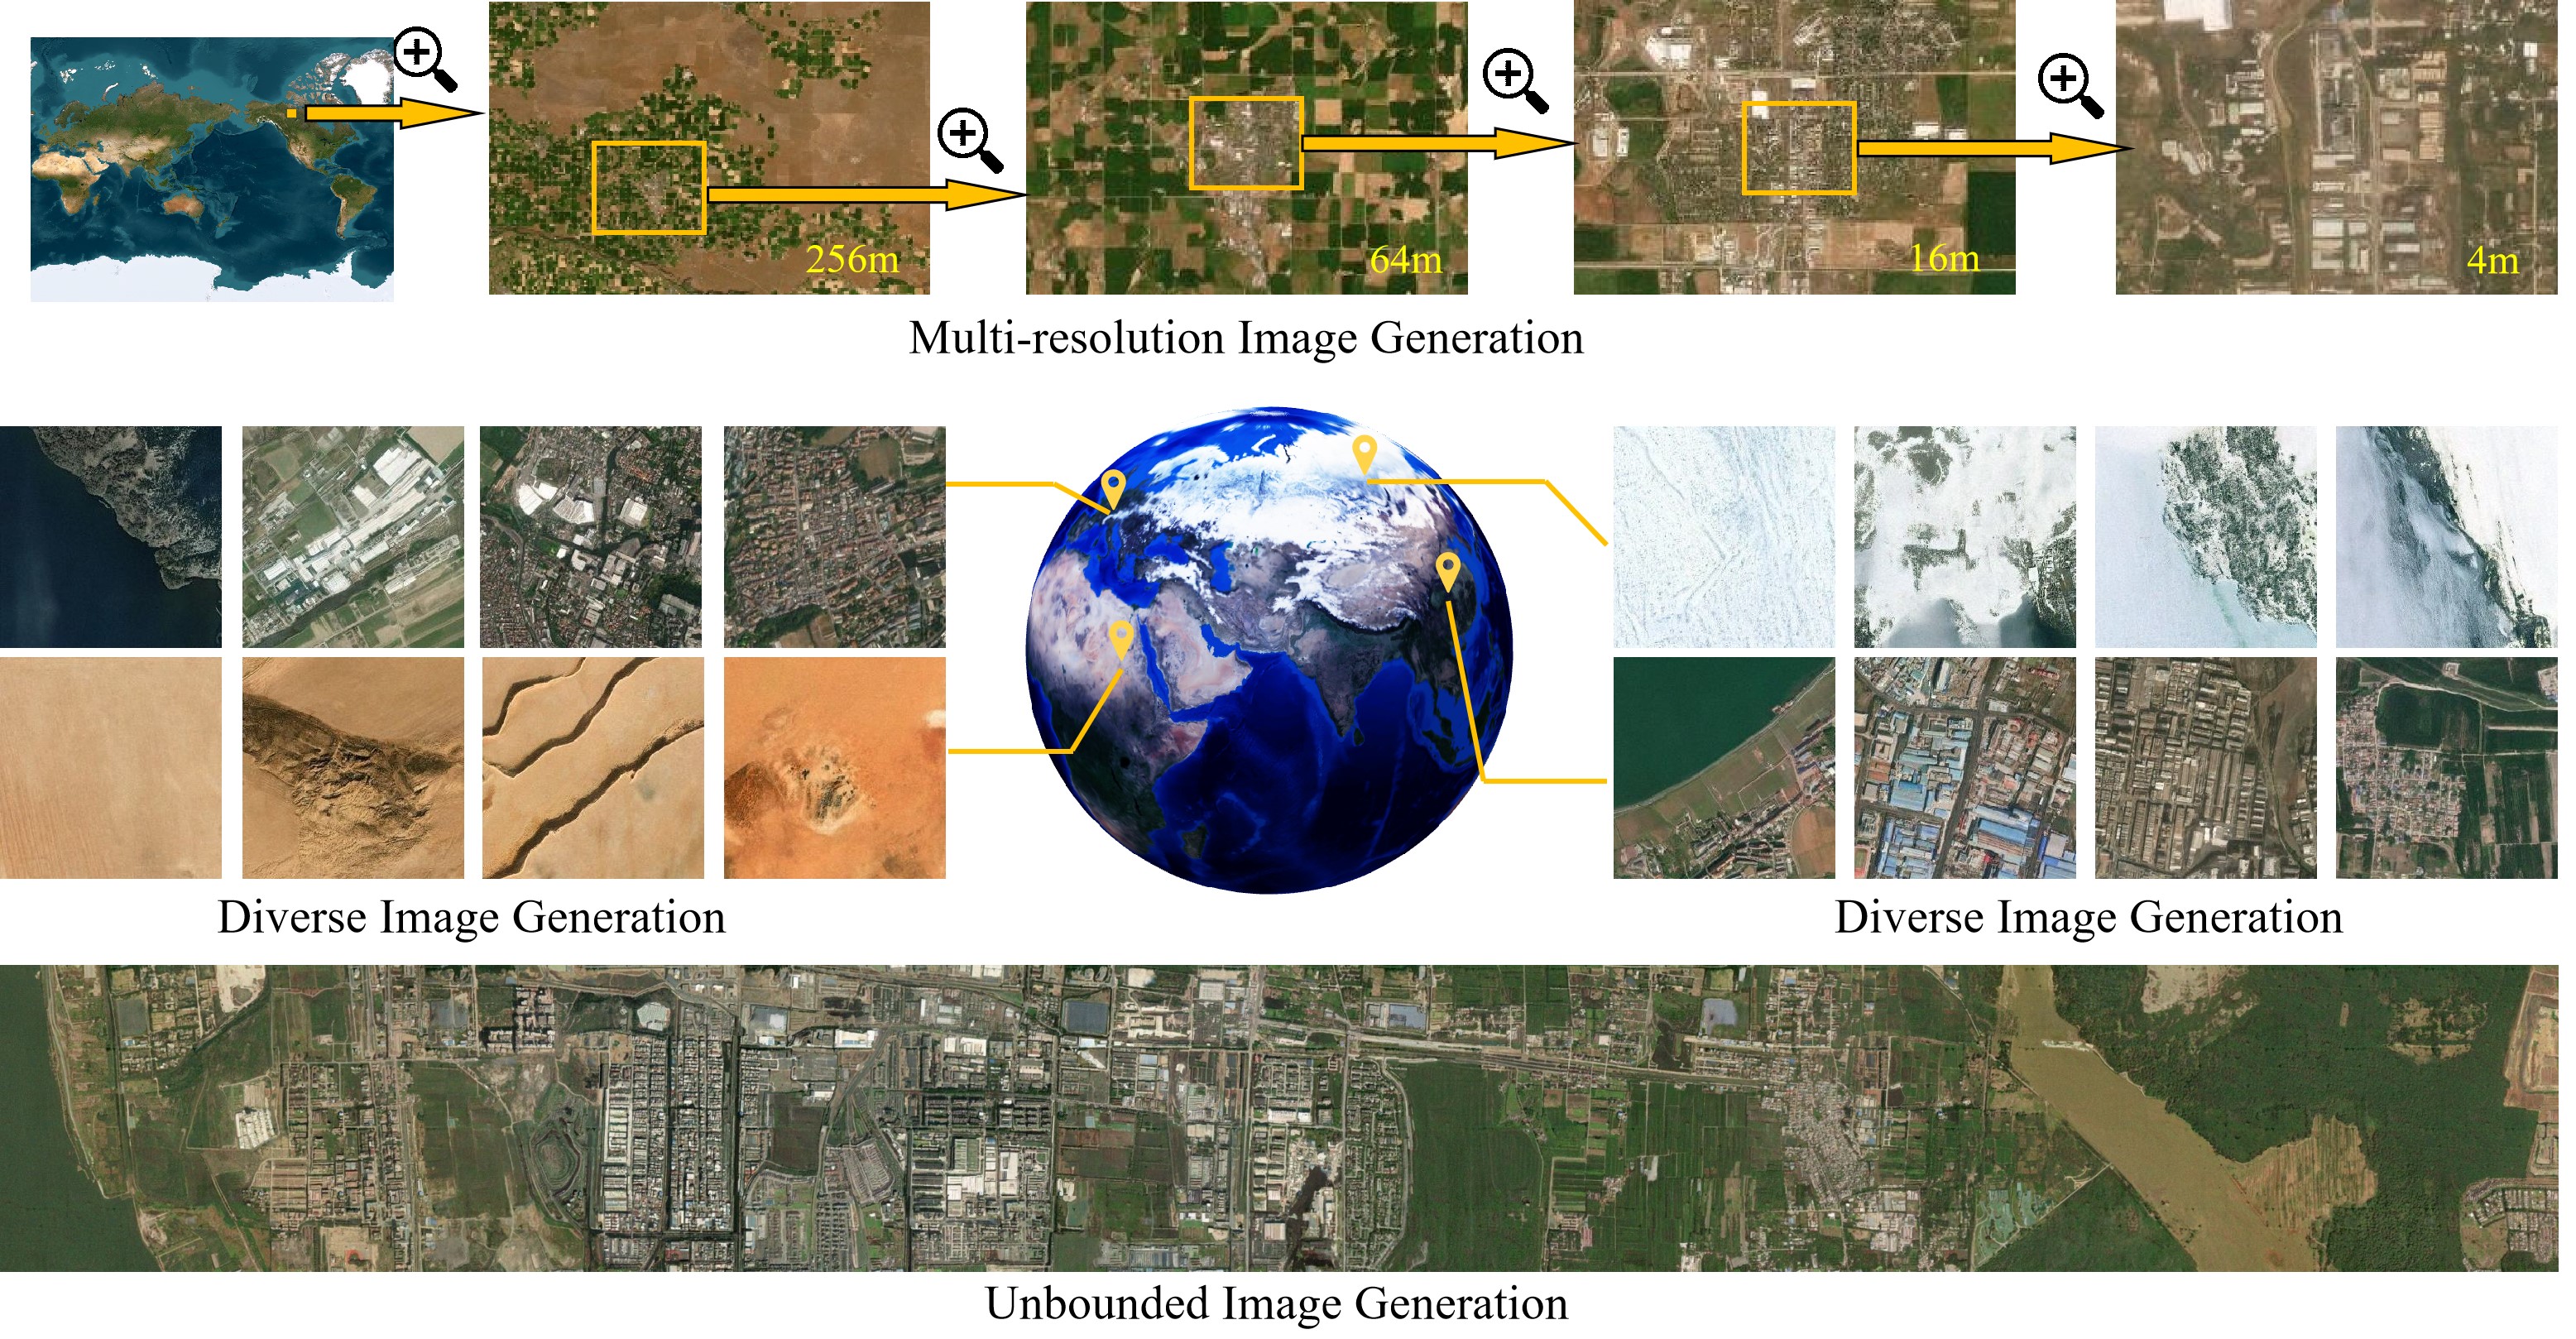 256m
64m
16m
4m
Multi-resolution Image Generation
Diverse Image Generation
Diverse Image Generation
Unbounded Image Generation